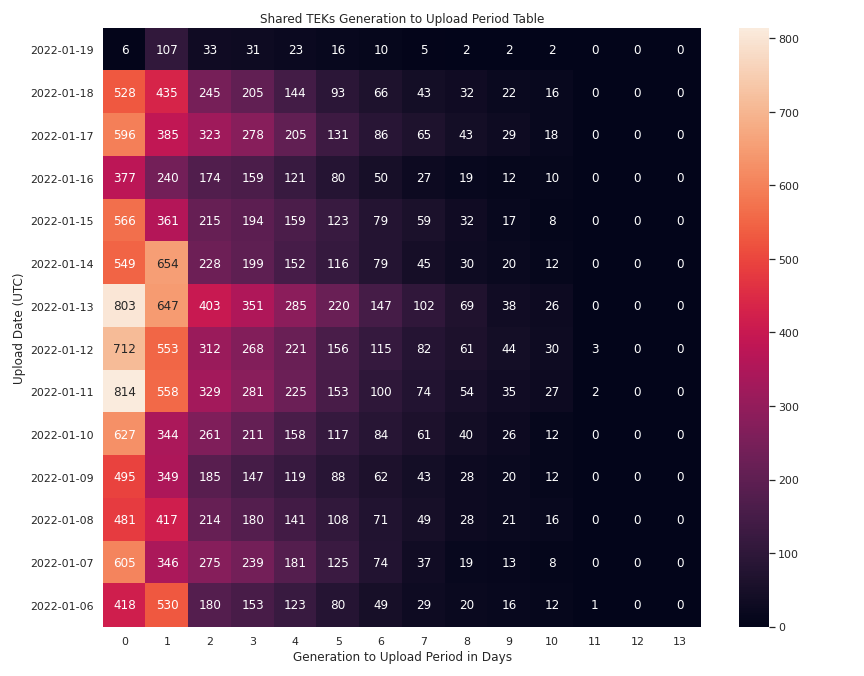 Shared TEKs Generation to Upload Period Table
Upload Date (UTC)
2022-01-19 6 107 33 31 23 16 10 5 2 2 2 0 0 0
2022-01-18 528 435 245 205 144 93 66 43 32 22 16 0 0 0
2022-01-17 596 385 323 278 205 131 86 65 43 29 18 0 0 0
2022-01-16 377 240 174 159 121 80 50 27 19 12 10 0 0 0
2022-01-15 566 361 215 194 159 123 79 59 32 17 8 0 0 0
2022-01-14 549 654 228 199 152 116 79 45 30 20 12 0 0 0
2022-01-13 803 647 403 351 285 220 147 102 69 38 26 0 0 0
2022-01-12 712 553 312 268 221 156 115 82 61 44 30 3 0 0
2022-01-11 814 558 329 281 225 153 100 74 54 35 27 2 0 0
2022-01-10 627 344 261 211 158 117 84 61 40 26 12 0 0 0
2022-01-09 495 349 185 147 119 88 62 43 28 20 12 0 0 0
2022-01-08 481 417 214 180 141 108 71 49 28 21 16 0 0 0
2022-01-07 605 346 275 239 181 125 74 37 19 13 8 0 0 0
2022-01-06 418 530 180 153 123 80 49 29 20 16 12 1 0 0
0 1 2 3 4 5 6 7 8 9 10 11 12 13
Generation to Upload Period in Days
800
700
600
500
400
300
200
100
0